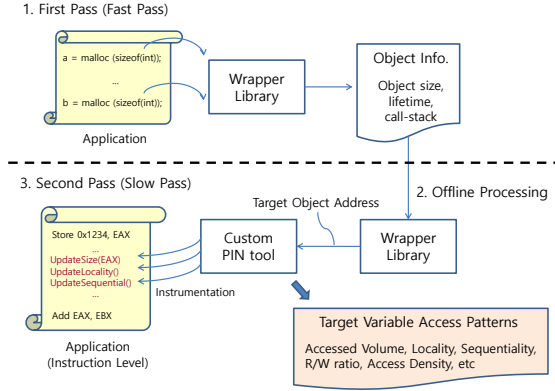 1. First Pass (Fast Pass)
a = malloc (sizeof(int));
...
b = malloc (sizeof(int));
Application
Wrapper
Library
Object Info.
Object size,
lifetime,
call-stack
3. Second Pass (Slow Pass)
2. Offline Processing
Target Object Address
Store 0x1234, EAX
...
UpdateSize(EAX)
UpdateLocality()
UpdateSequential()
...
Add EAX, EBX
Application
(Instruction Level)
Instrumentation
Custom
PIN tool
Wrapper
Library
Target Variable Access Patterns
Accessed Volume, Locality, Sequentiality,
R/W ratio, Access Density, etc